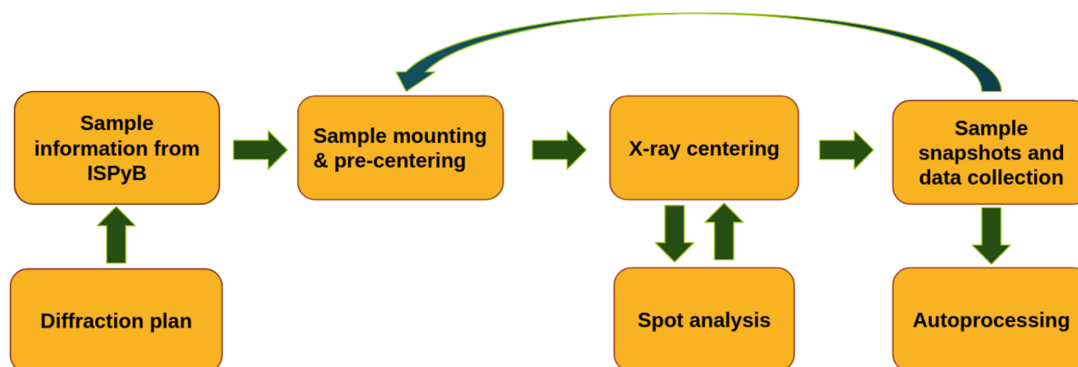 Sample
information from
ISPyB
Sample mounting
& pre-centering
X-ray centering
Sample
snapshots and
data collection
Diffraction plan
Spot analysis
Autoprocessing